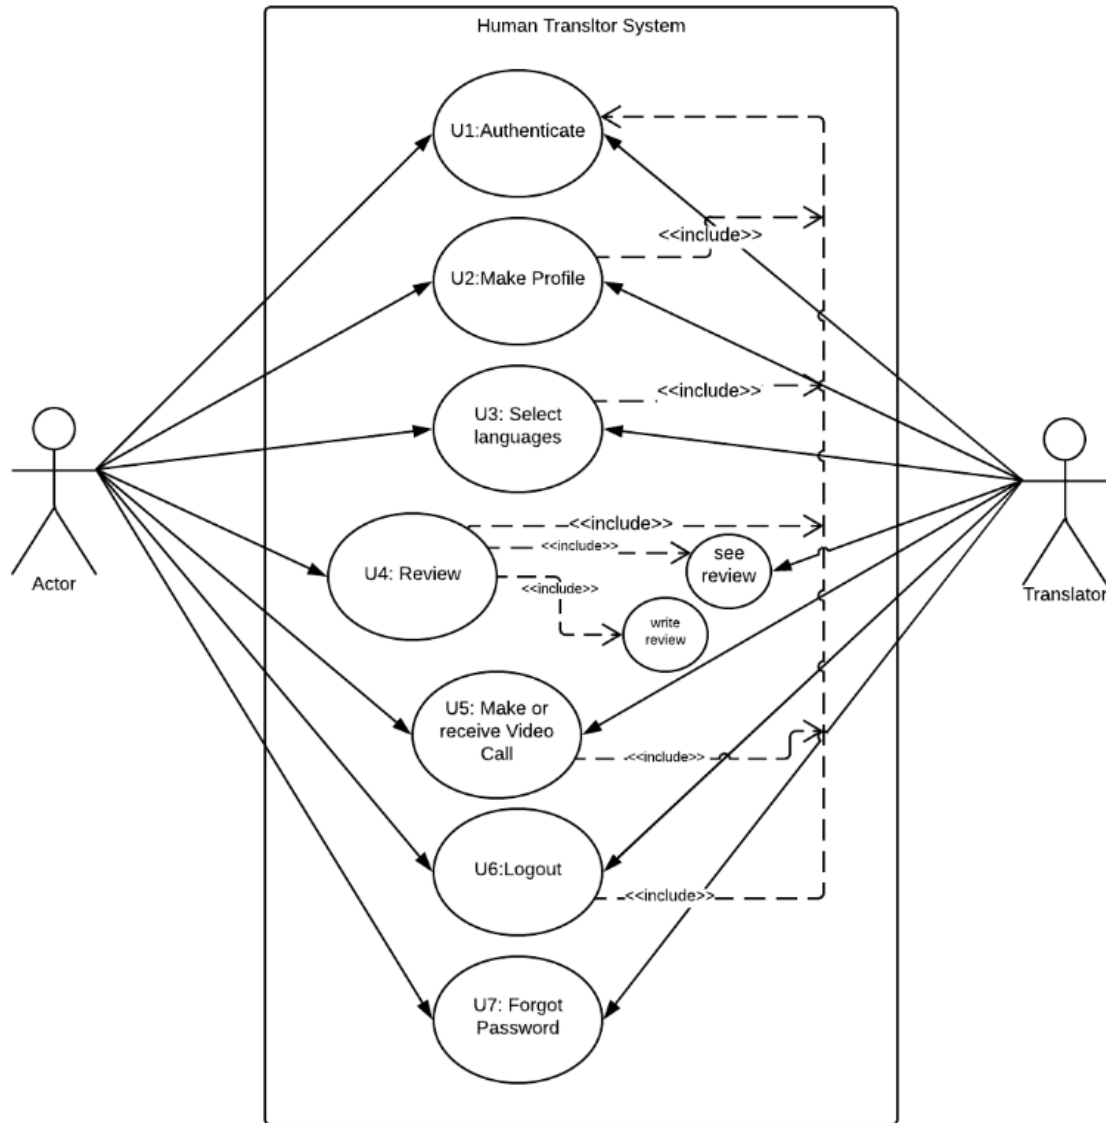 Human Transltor System
U1:Authenticate
<<include>>
U2:Make Profile
U3: Select
languages
<<include>>
<<include>>
<<include>>
see
review
U4: Review
<<include>>
write
review
Actor
Translator
U5: Make or
receive Video
Call
<<include>>
U6:Logout
<<include>>
U7: Forgot
Password